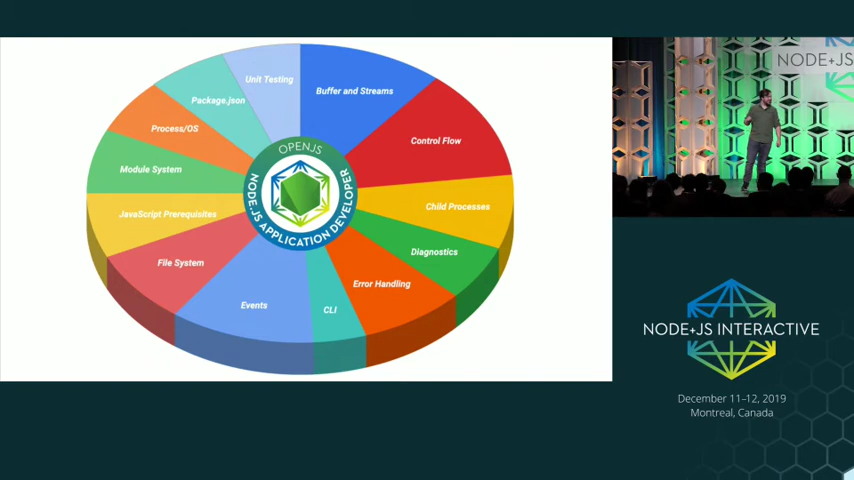 Unit Testing
Buffer and Streams
Package.json
Process/OS
Control Flow
Module System
Child Processes
JavaScript Prerequisites
Diagnostics
File System
Error Handling
Events
CLI
OPENJS
NODE.JS APPLICATION DEVELOPER
NODE+JS
NODE+JS INTERACTIVE
December 11–12, 2019
Montreal, Canada